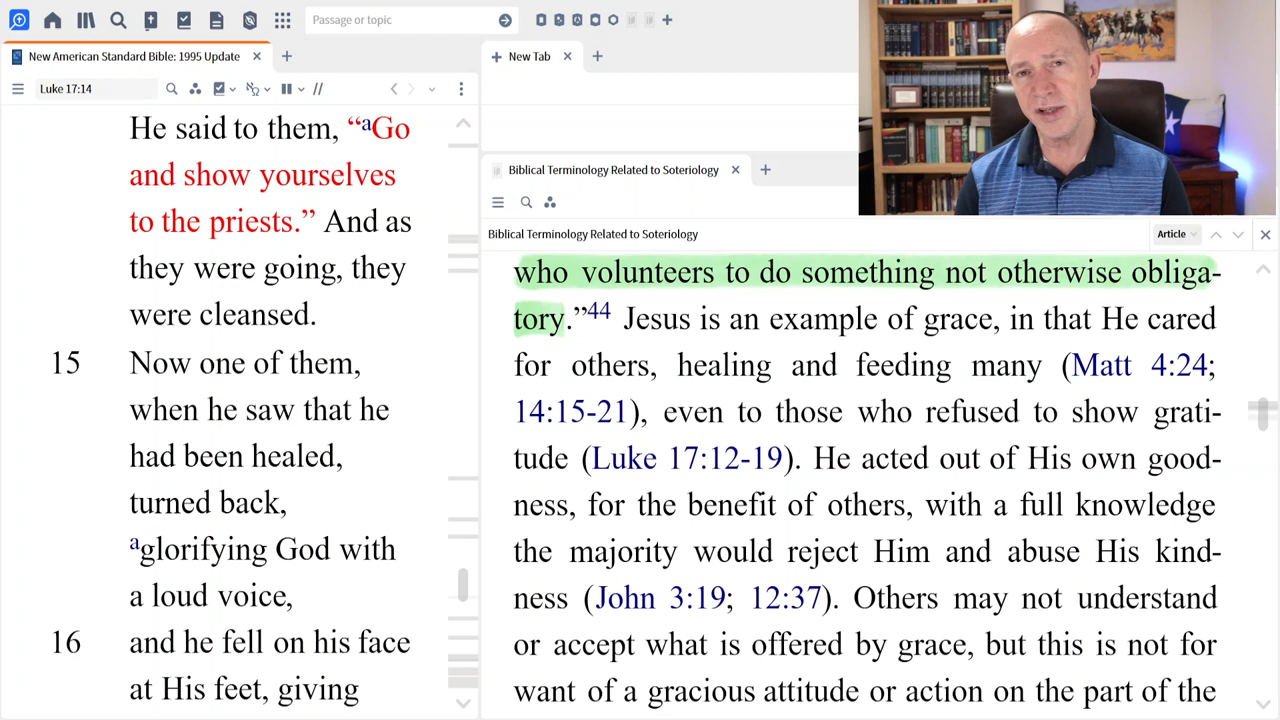 Passage or topic
New American Standard Bible: 1995 Update
Luke 17:14
He said to them, “aGo
and show yourselves
to the priests.” And as
they were going, they
were cleansed.
15 Now one of them,
when he saw that he
had been healed,
turned back,
aglorifying God with
a loud voice,
16 and he fell on his face
at His feet, giving
New Tab
Biblical Terminology Related to Soteriology
Biblical Terminology Related to Soteriology
Article
who volunteers to do something not otherwise obliga-
tory.”44 Jesus is an example of grace, in that He cared
for others, healing and feeding many (Matt 4:24;
14:15-21), even to those who refused to show grati-
tude (Luke 17:12-19). He acted out of His own good-
ness, for the benefit of others, with a full knowledge
the majority would reject Him and abuse His kind-
ness (John 3:19; 12:37). Others may not understand
or accept what is offered by grace, but this is not for
want of a gracious attitude or action on the part of the